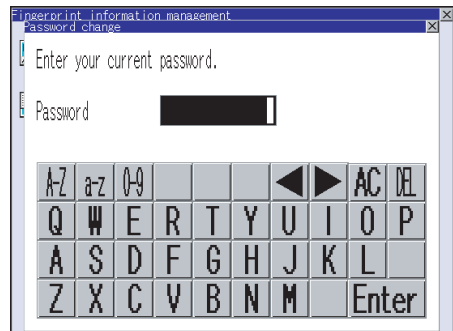 Fingerprint information management
Password change
Enter your current password.
Password
A-Z a-z 0-9 AC DEL
Q W E R T Y U I O P
A S D F G H J K L
Z X C V B N M Enter